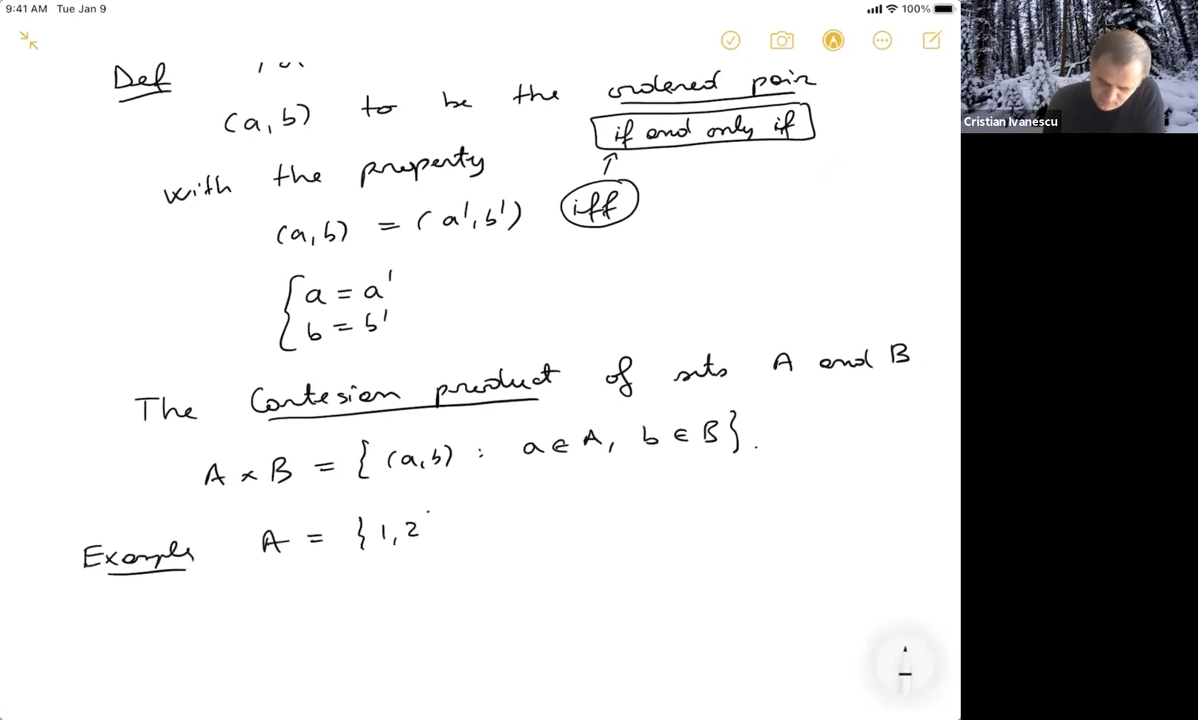 9:41 AM Tue Jan 9
100%
Def
(a,b) to be the ordered pair
if and only if
with the property
(a,b) = (a',b') iff
a = a'
b = b'
The Cartesian product of sets A and B
A × B = { (a,b) : a ∈ A, b ∈ B}.
Example A = { 1, 2
Cristian Ivanescu